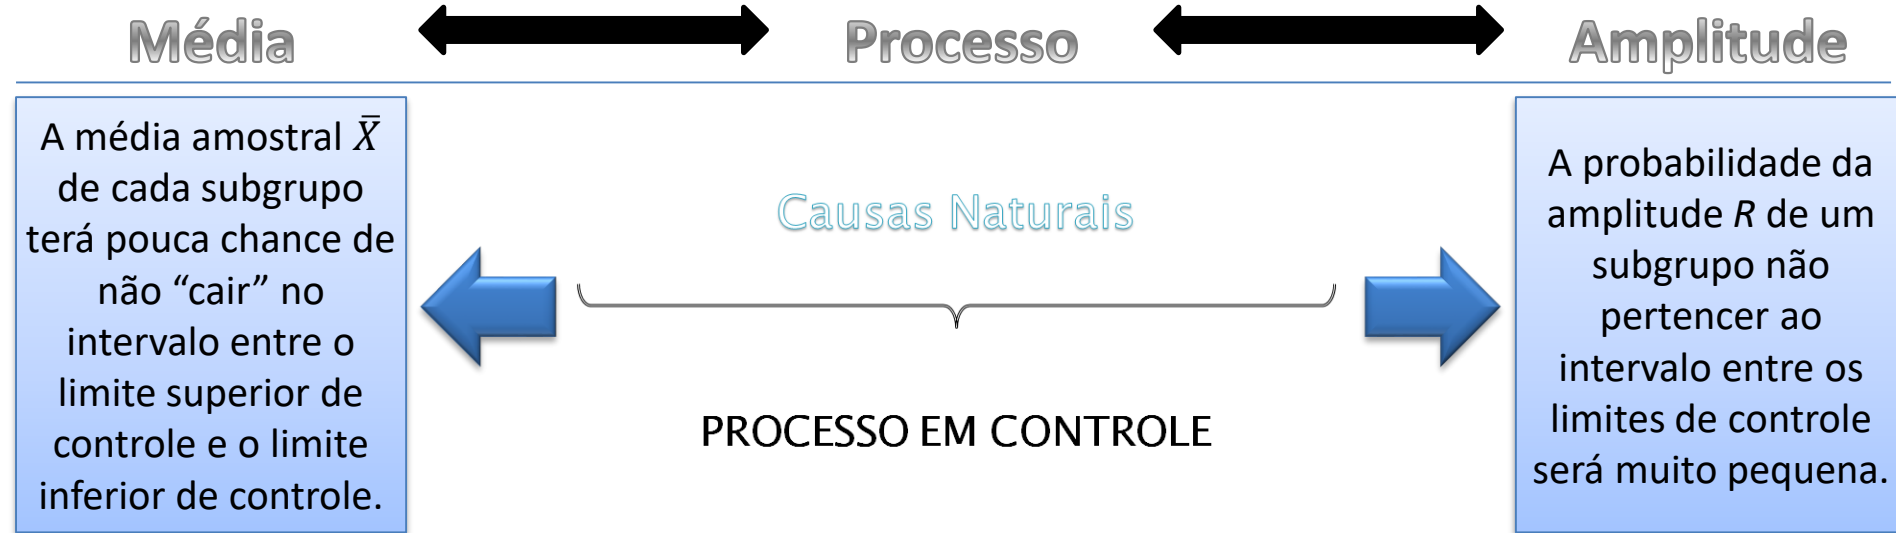 Média
Processo
Amplitude
A média amostral X̄
de cada subgrupo
terá pouca chance de
não “cair” no
intervalo entre o
limite superior de
controle e o limite
inferior de controle.
Causas Naturais
PROCESSO EM CONTROLE
A probabilidade da
amplitude R de um
subgrupo não
pertencer ao
intervalo entre os
limites de controle
será muito pequena.